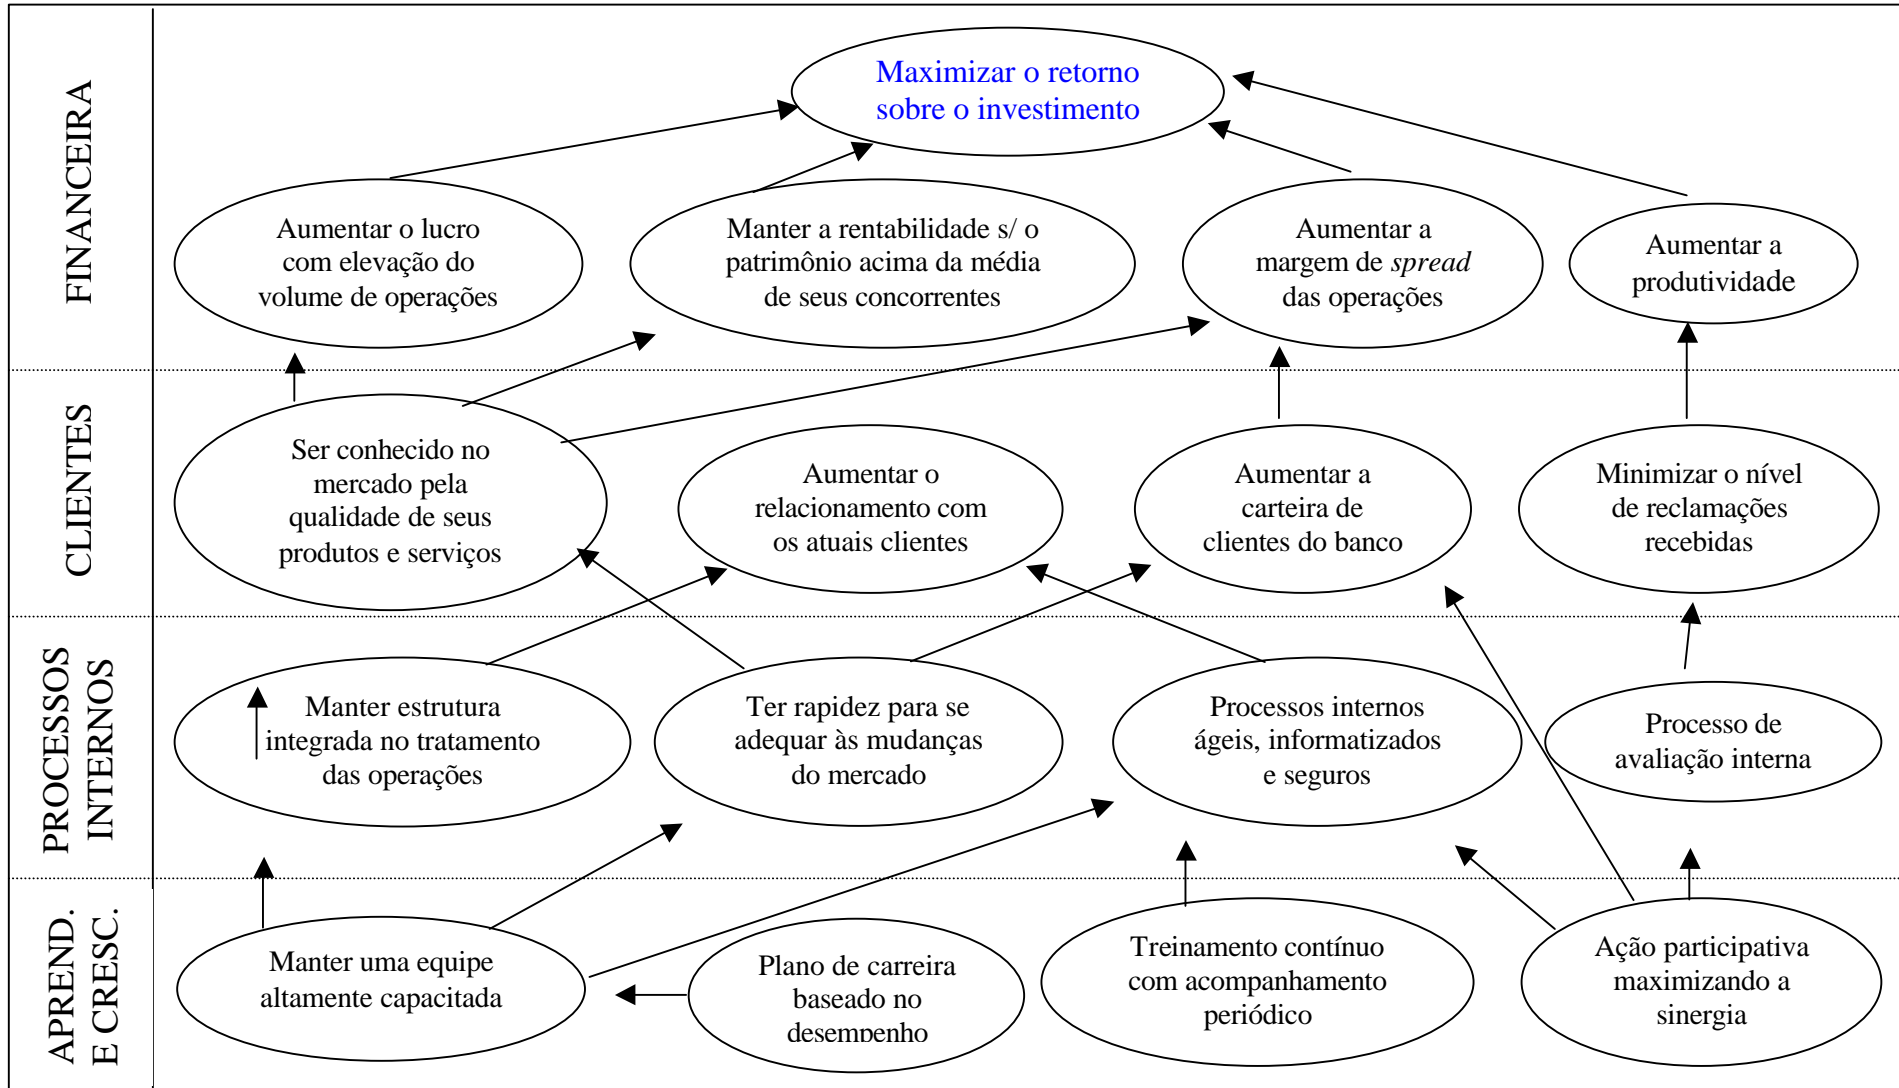 FINANCEIRA
Maximizar o retorno
sobre o investimento
Aumentar o lucro
com elevação do
volume de operações
Manter a rentabilidade s/ o
patrimônio acima da média
de seus concorrentes
Aumentar a
margem de spread
das operações
Aumentar a
produtividade
CLIENTES
Ser conhecido no
mercado pela
qualidade de seus
produtos e serviços
Aumentar o
relacionamento com
os atuais clientes
Aumentar a
carteira de
clientes do banco
Minimizar o nível
de reclamações
recebidas
PROCESSOS
INTERNOS
Manter estrutura
integrada no tratamento
das operações
Ter rapidez para se
adequar às mudanças
do mercado
Processos internos
ágeis, informatizados
e seguros
Processo de
avaliação interna
APREND.
E CRESC.
Manter uma equipe
altamente capacitada
Plano de carreira
baseado no
desempenho
Treinamento contínuo
com acompanhamento
periódico
Ação participativa
maximizando a
sinergia